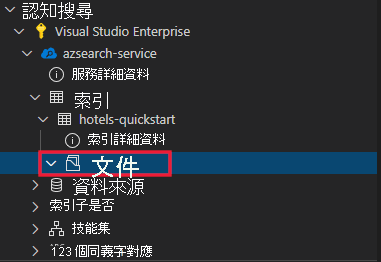 認知搜尋
Visual Studio Enterprise
azsearch-service
服務詳細資料
索引
hotels-quickstart
索引詳細資料
文件
資料來源
索引子是否
技能集
123 個同義字對應